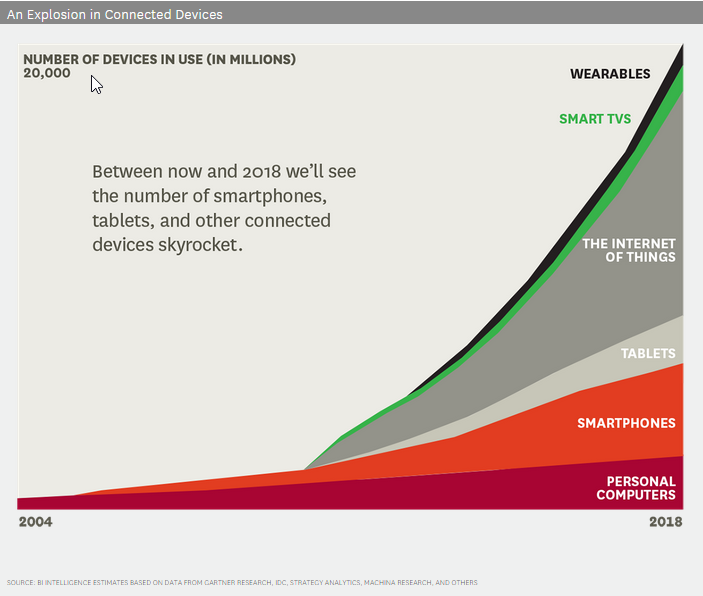 An Explosion in Connected Devices
NUMBER OF DEVICES IN USE (IN MILLIONS)
20,000
WEARABLES
SMART TVS
Between now and 2018 we’ll see
the number of smartphones,
tablets, and other connected
devices skyrocket.
THE INTERNET
OF THINGS
TABLETS
SMARTPHONES
PERSONAL
COMPUTERS
2004
2018
SOURCE: BI INTELLIGENCE ESTIMATES BASED ON DATA FROM GARTNER RESEARCH, IDC, STRATEGY ANALYTICS, MACHINA RESEARCH, AND OTHERS